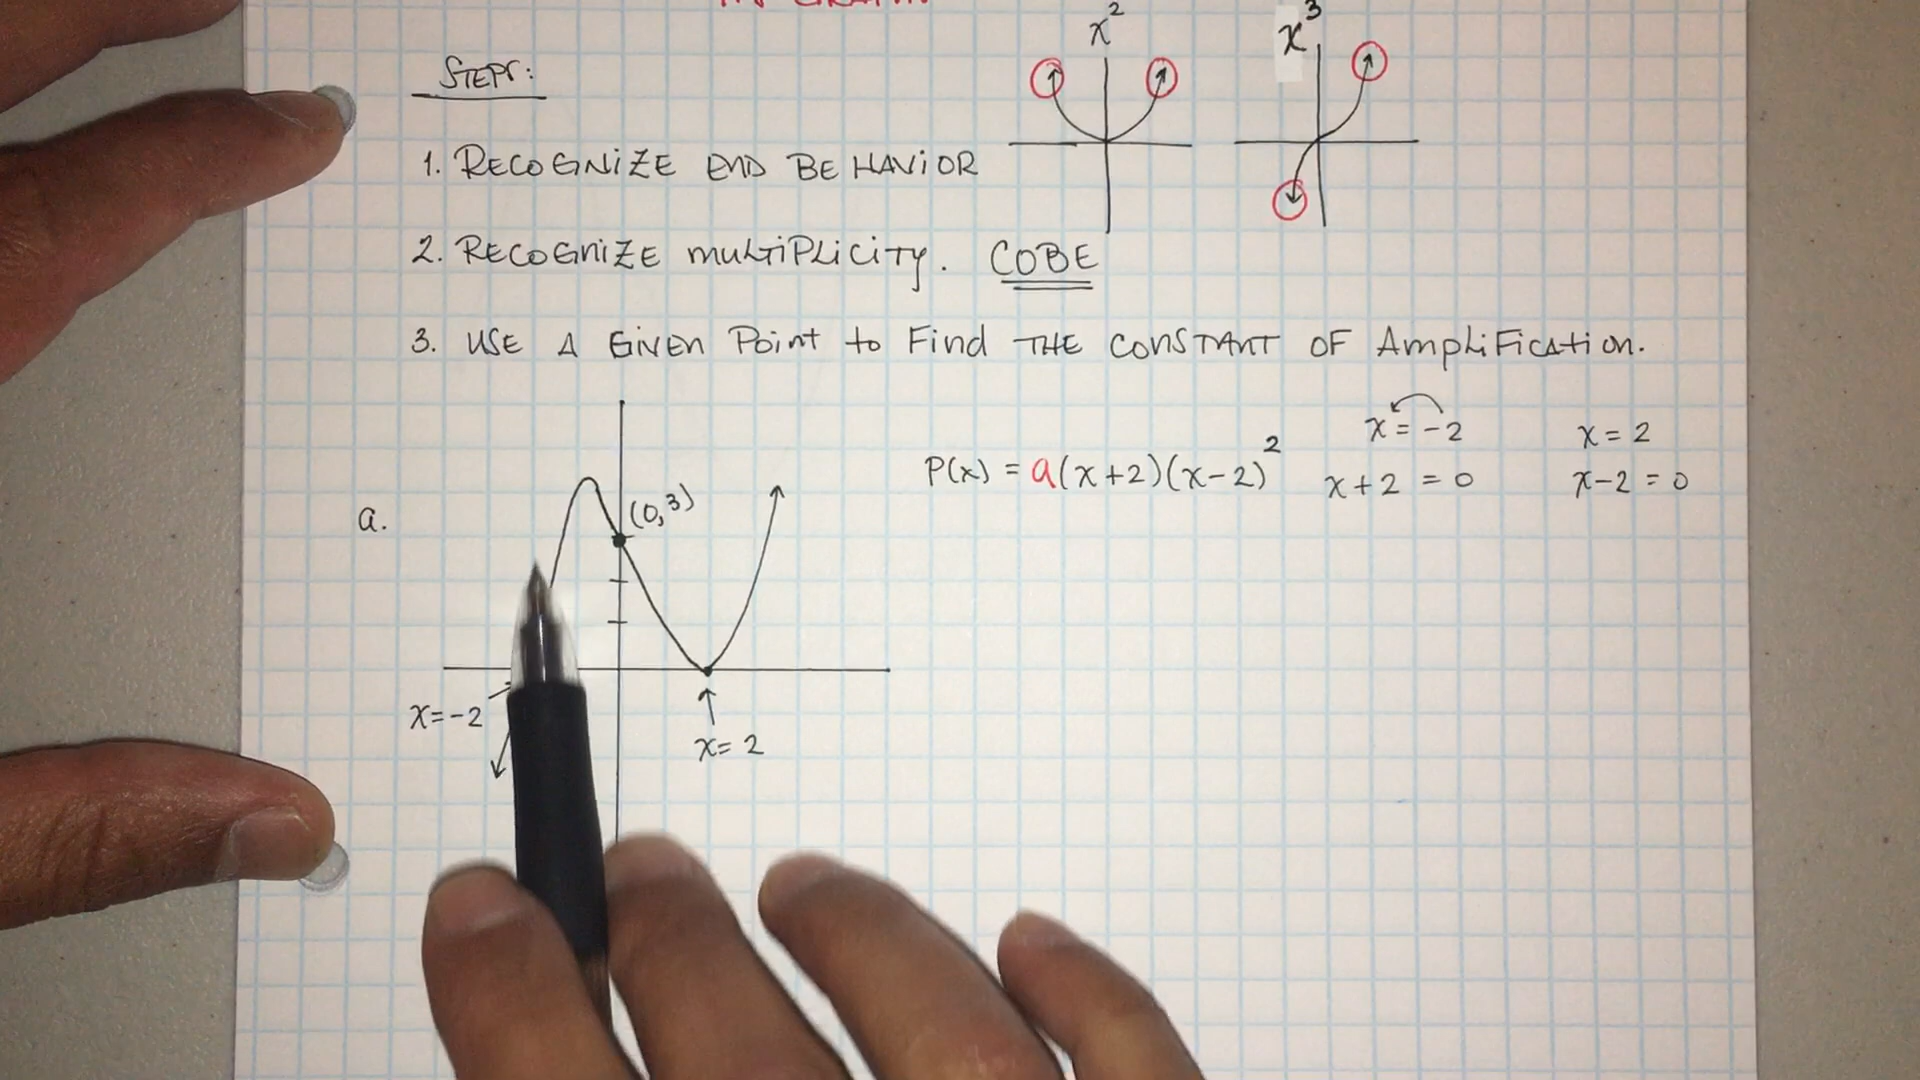 x²
x³
STEPS:
1. RECOGNIZE END BEHAVIOR
2. RECOGNIZE MULTIPLICITY. COBE
3. USE A GIVEN POINT TO FIND THE CONSTANT OF AMPLIFICATION.
a.
(0,3)
x=-2
x=2
P(x) = a(x+2)(x-2)²
x = -2
x+2 = 0
x = 2
x-2 = 0